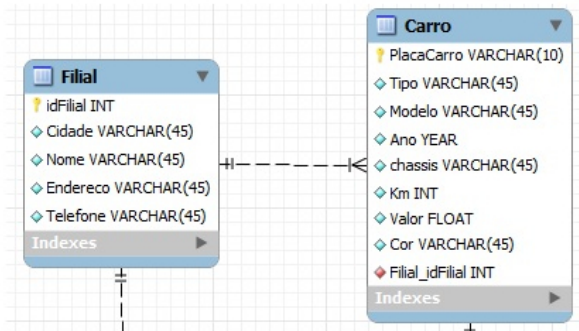 Filial
idFilial INT
Cidade VARCHAR(45)
Nome VARCHAR(45)
Endereco VARCHAR(45)
Telefone VARCHAR(45)
Indexes
Carro
PlacaCarro VARCHAR(10)
Tipo VARCHAR(45)
Modelo VARCHAR(45)
Ano YEAR
chassis VARCHAR(45)
Km INT
Valor FLOAT
Cor VARCHAR(45)
Filial_idFilial INT
Indexes